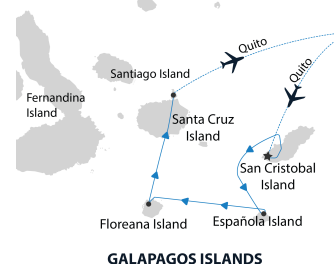 Quito
Santiago Island
Quito
Fernandina
Island
Santa Cruz
Island
San Cristobal
Island
Floreana Island
Española Island
GALAPAGOS ISLANDS